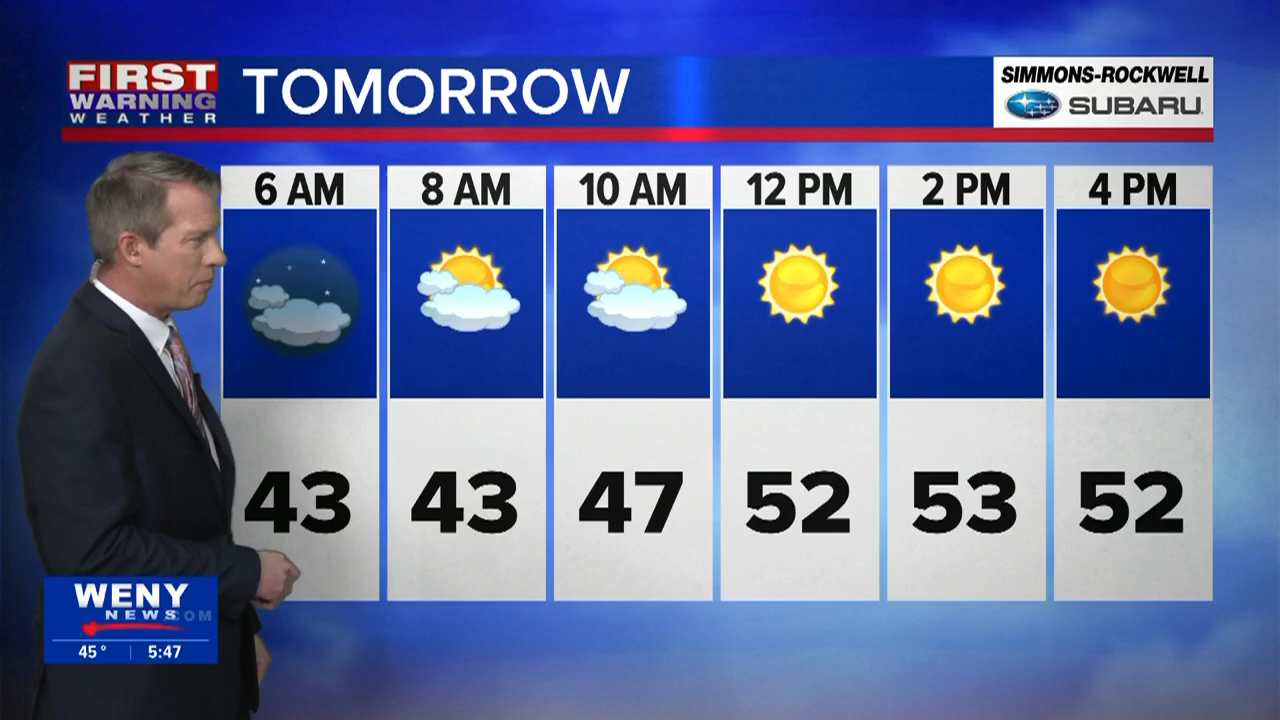 FIRST
WARNING
WEATHER
TOMORROW
SIMMONS-ROCKWELL
SUBARU
6 AM 8 AM 10 AM 12 PM 2 PM 4 PM
43 43 47 52 53 52
WENY
NEWS.COM
45° | 5:47